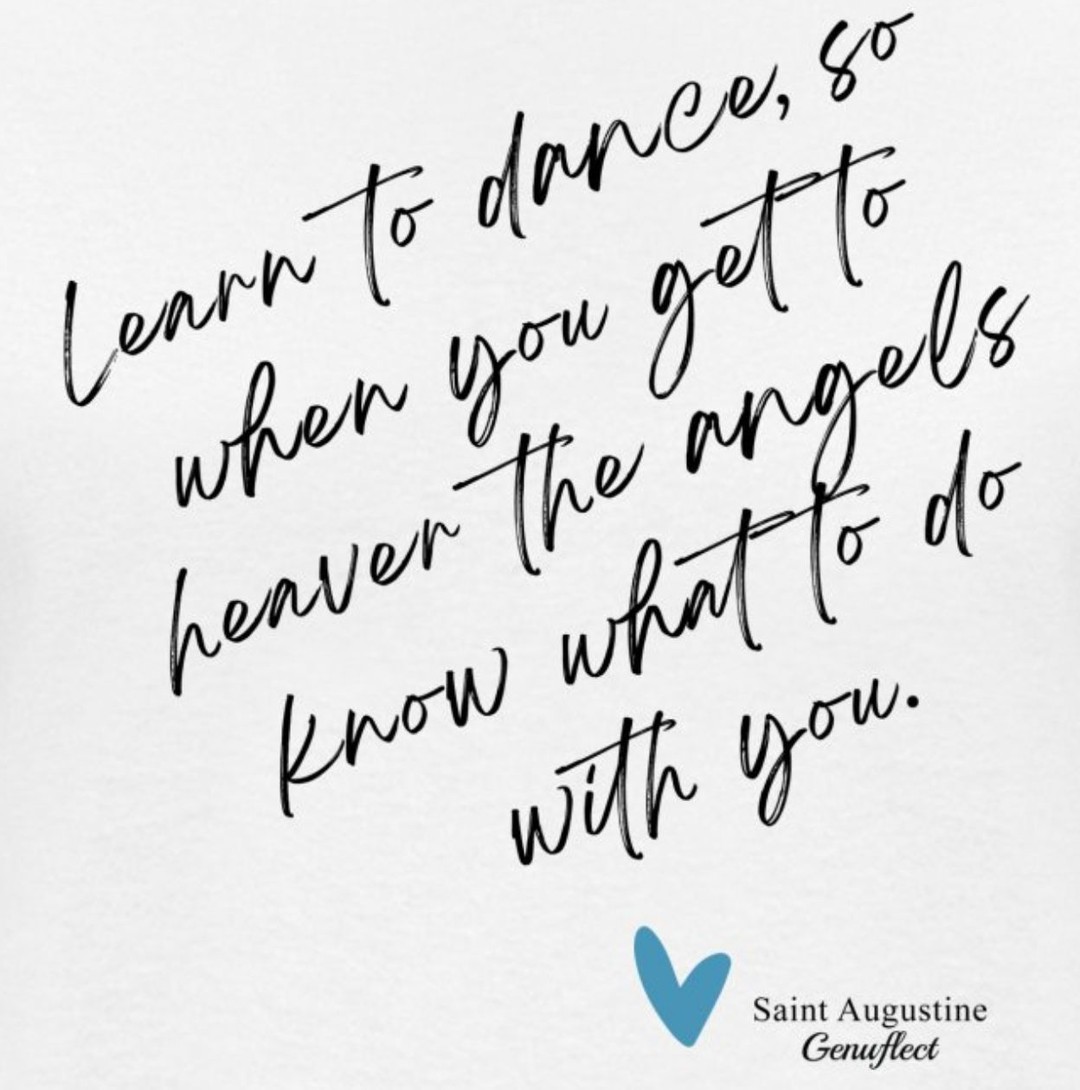 Learn to dance, so
when you get to
heaven the angels
know what to do
with you.
Saint Augustine
Genuflect